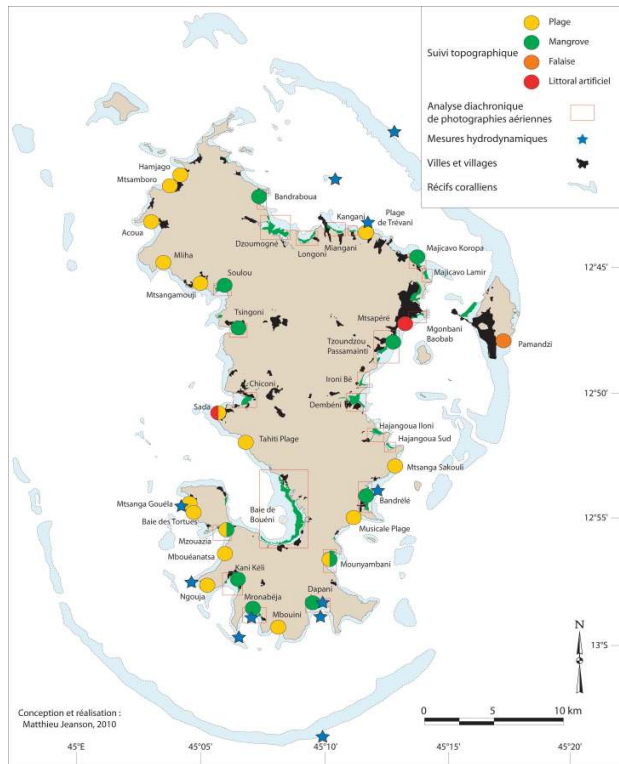 Suivi topographique
Plage
Mangrove
Falaise
Littoral artificiel
Analyse diachronique
de photographies aériennes
Mesures hydrodynamiques
Villes et villages
Récifs coralliens
Hamjago
Mtsamboro
Bandraboua
Acoua
Kangani
Plage
de Trévani
Dzoumogné
Longoni
Miangani
Majicavo Koropa
Mliha
Soulou
Majicavo Lamir
12°45'
Mtsangamouji
Tsingoni
Mtsapéré
Mgonbani
Baobab
Tzoundzou
Passamainti
Pamandzi
Ironi Bé
Chiconi
12°50'
Sada
Dembéni
Hajangoua Iloni
Hajangoua Sud
Tahiti Plage
Mtsanga Sakouli
Mtsanga Gouéla
Baie des Tortues
Baie de
Bouéni
Bandrélé
12°55'
Mzouazia
Musicale Plage
Mbouéanatsa
Mounyambani
Kani Kéli
Ngouja
Mronabéja
Dapani
Mbouini
N
13°S
Conception et réalisation :
Matthieu Jeanson, 2010
0 5 10 km
45°E 45°05' 45°10' 45°15' 45°20'